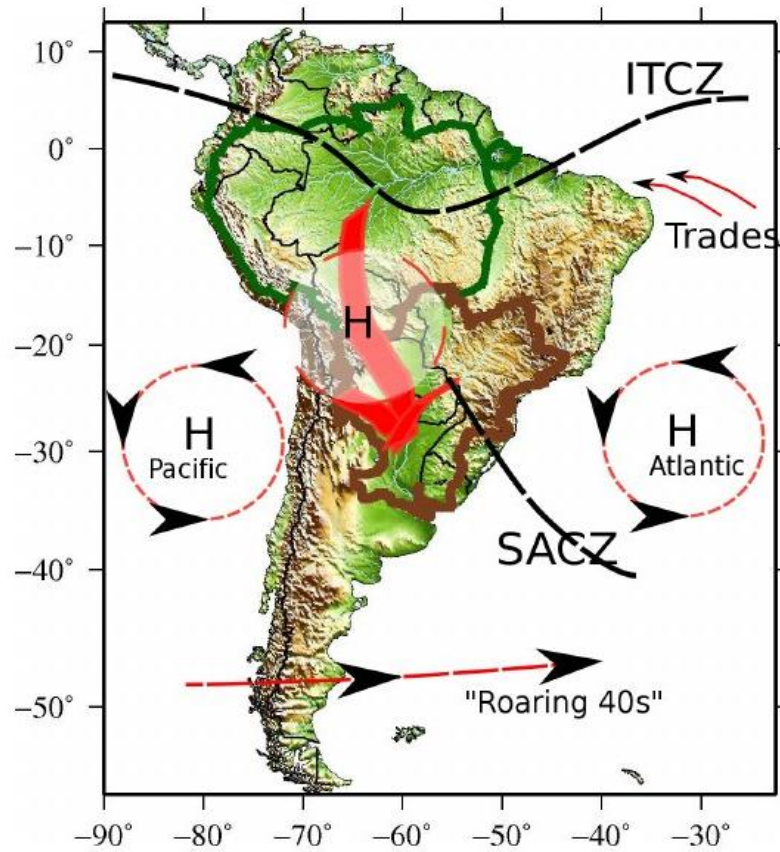 10°
ITCZ
0°
Trades
−10°
H
−20°
H
Pacific
H
Atlantic
−30°
SACZ
−40°
"Roaring 40s"
−50°
−90° −80° −70° −60° −50° −40° −30°